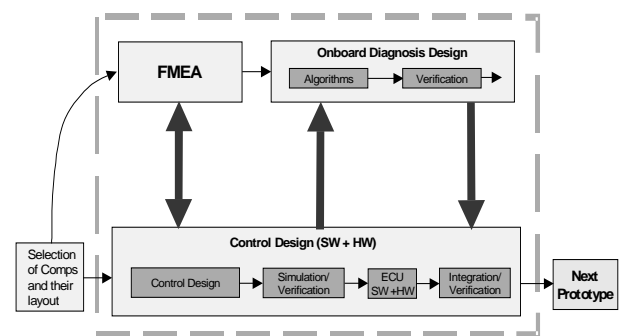 Onboard Diagnosis Design
FMEA
Algorithms
Verification
Control Design (SW + HW)
Selection
of Comps
and their
layout
Control Design
Simulation/
Verification
ECU
SW +HW
Integration/
Verification
Next
Prototype